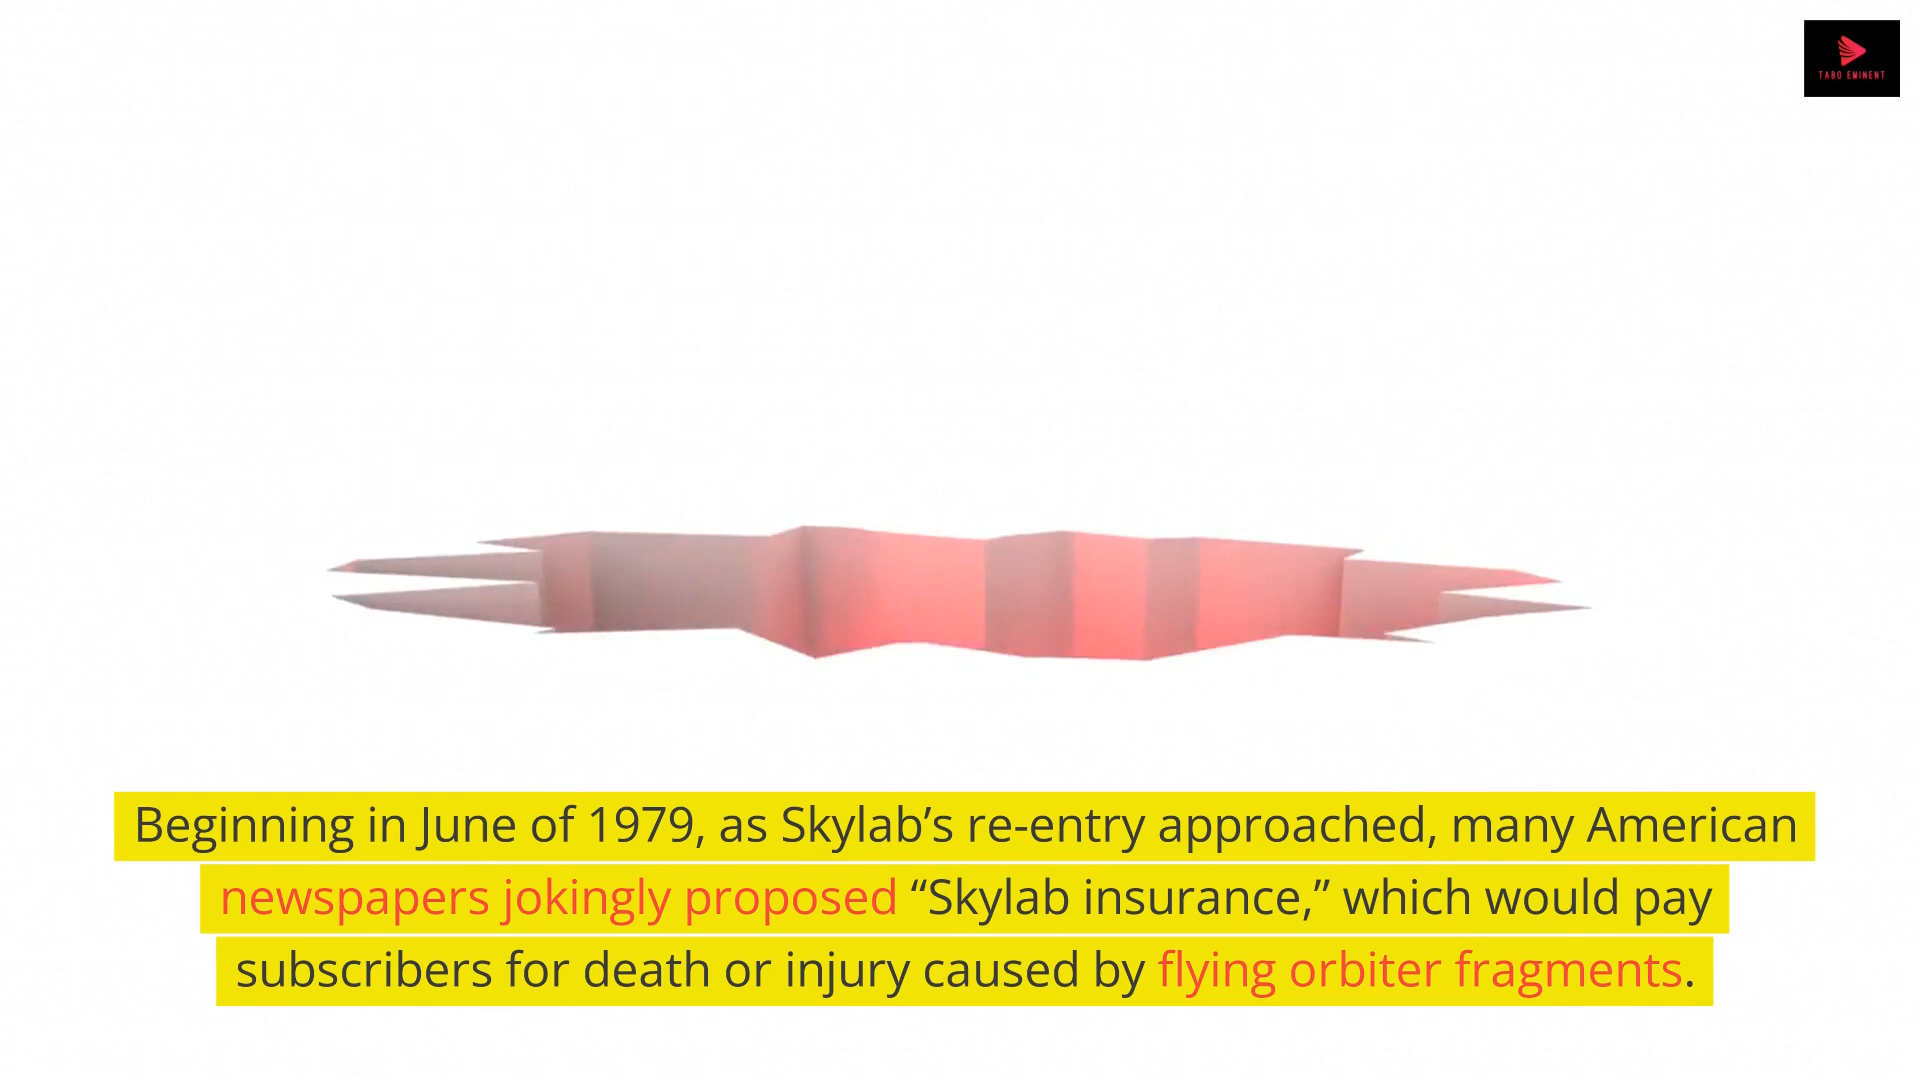 TABO EMINENT
Beginning in June of 1979, as Skylab’s re-entry approached, many American
newspapers jokingly proposed “Skylab insurance,” which would pay
subscribers for death or injury caused by flying orbiter fragments.